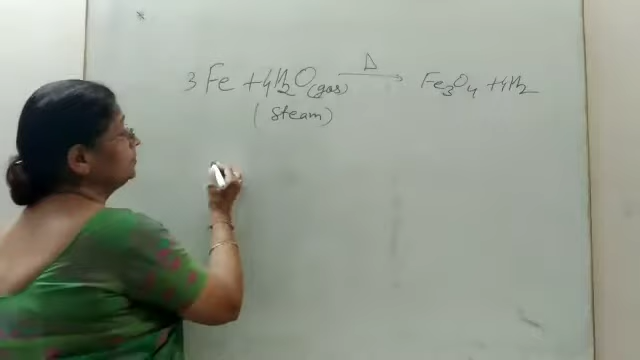 3 Fe + 4H₂O (gas) —Δ→ Fe₃O₄ + 4H₂
(steam)